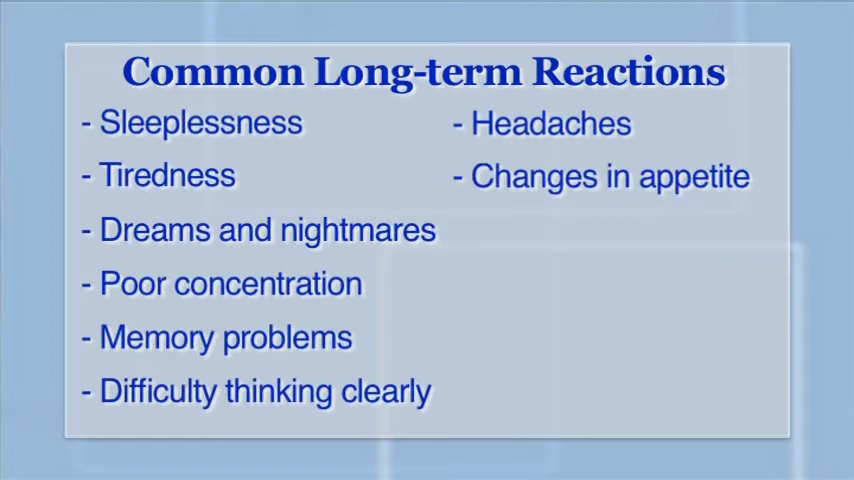 Common Long-term Reactions
- Sleeplessness
- Tiredness
- Dreams and nightmares
- Poor concentration
- Memory problems
- Difficulty thinking clearly
- Headaches
- Changes in appetite